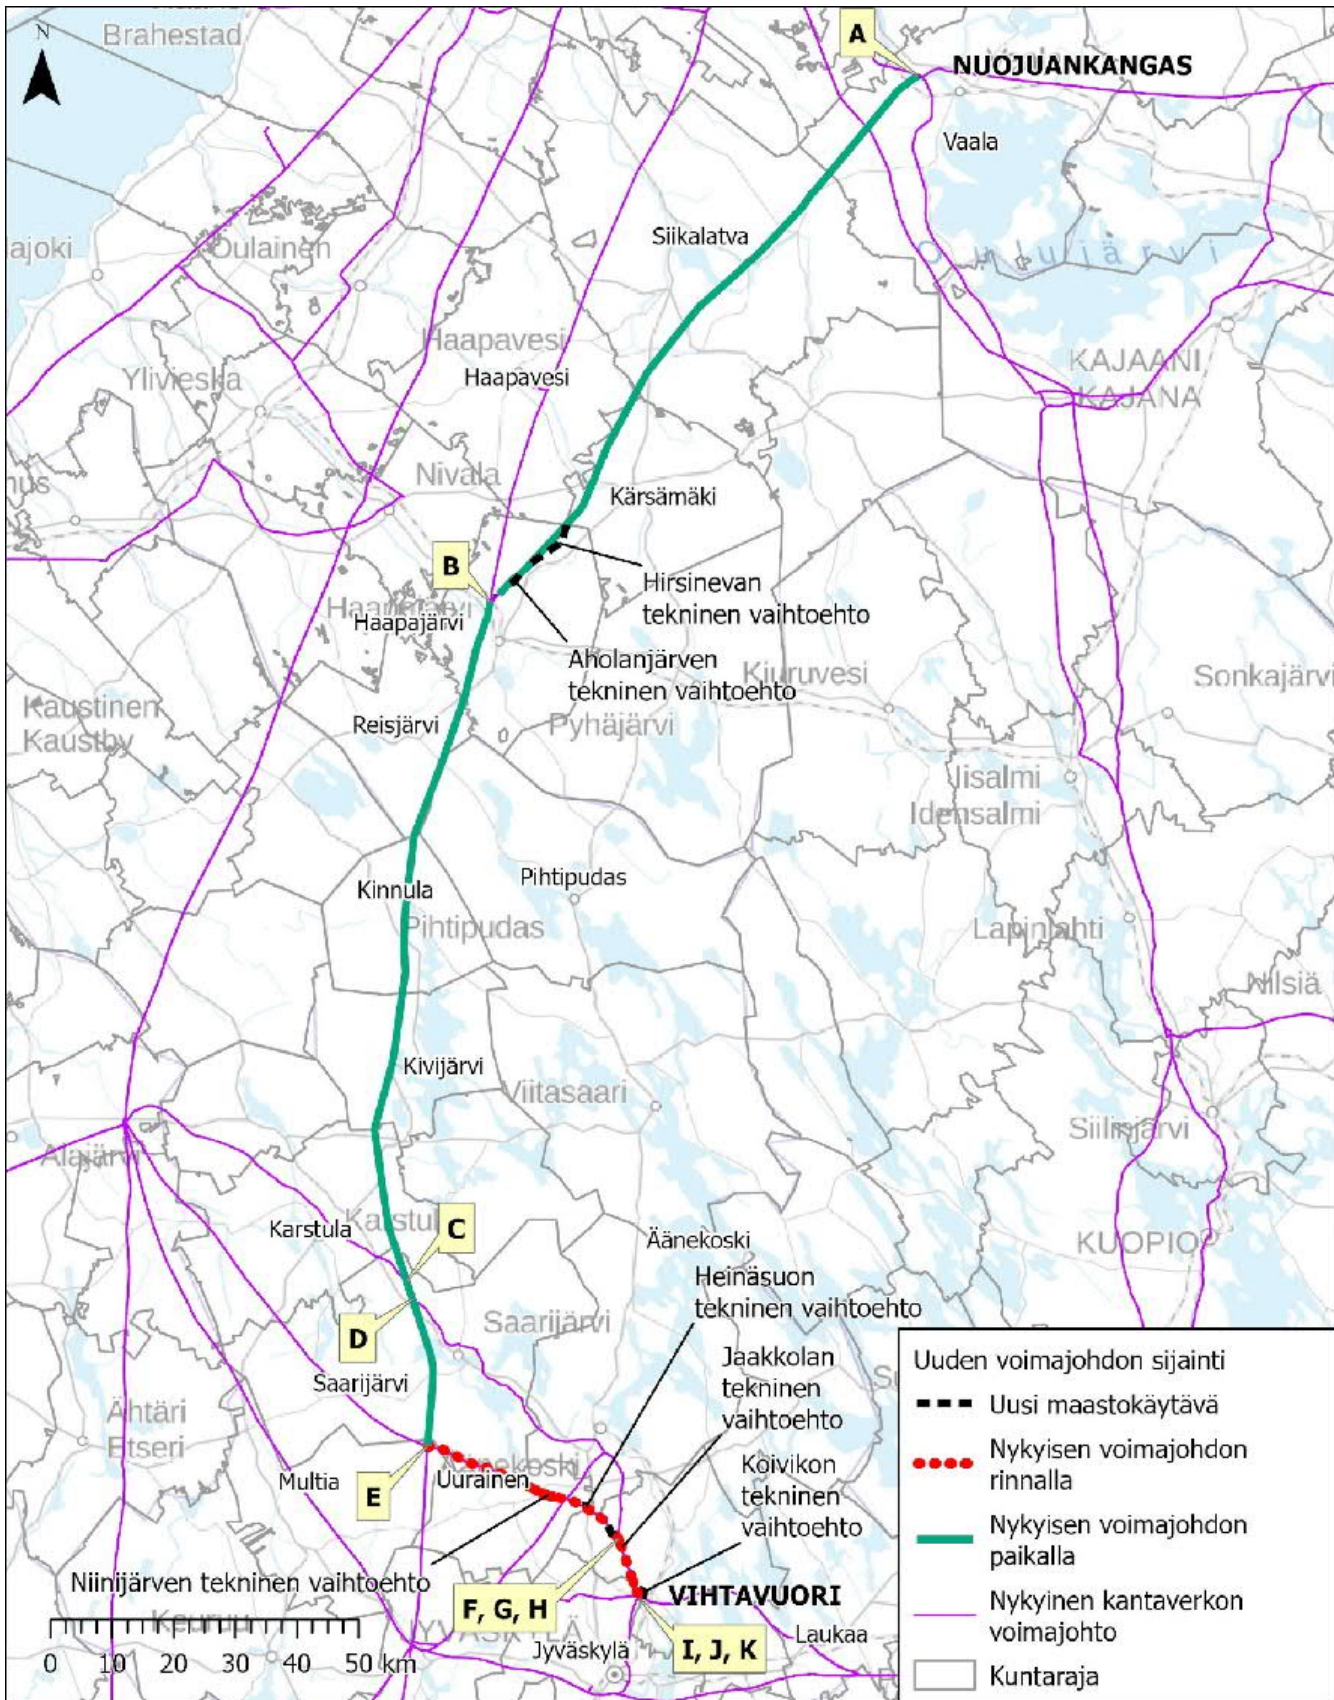 N
Brahestad
A
NUOJUANKANGAS
Vaala
ajoki
Oulainen
Siikalatva
Oulujärvi
Haapavesi
Haapavesi
Ylivieska
KAJAANI
KAJANA
Nivala
Kärsämäki
B
Hirsinevan
tekninen vaihtoehto
Haapajärvi
Haapajärvi
Aholanjärven
tekninen vaihtoehto
Kiuruvesi
Sonkajärvi
Kaustinen
Kaustby
Reisjärvi
Pyhäjärvi
Iisalmi
Idensalmi
Kinnula
Pihtipudas
Pihtipudas
Lapinlahti
Nilsiä
Kivijärvi
Viitasaari
Siilinjärvi
Alajärvi
Karstula
C
Äänekoski
KUOPIO
Heinäsuon
tekninen vaihtoehto
D
Saarijärvi
Jaakkolan
tekninen
vaihtoehto
Saarijärvi
Ähtäri
Etseri
Multia
E
Uurainen
Äänekoski
Koivikon
tekninen
vaihtoehto
Niinijärven tekninen vaihtoehto
F, G, H
VIHTAVUORI
Keuruu
I, J, K
Laukaa
Jyväskylä
0 10 20 30 40 50 km
Uuden voimajohdon sijainti
Uusi maastokäytävä
Nykyisen voimajohdon
rinnalla
Nykyisen voimajohdon
paikalla
Nykyinen kantaverkon
voimajohto
Kuntaraja